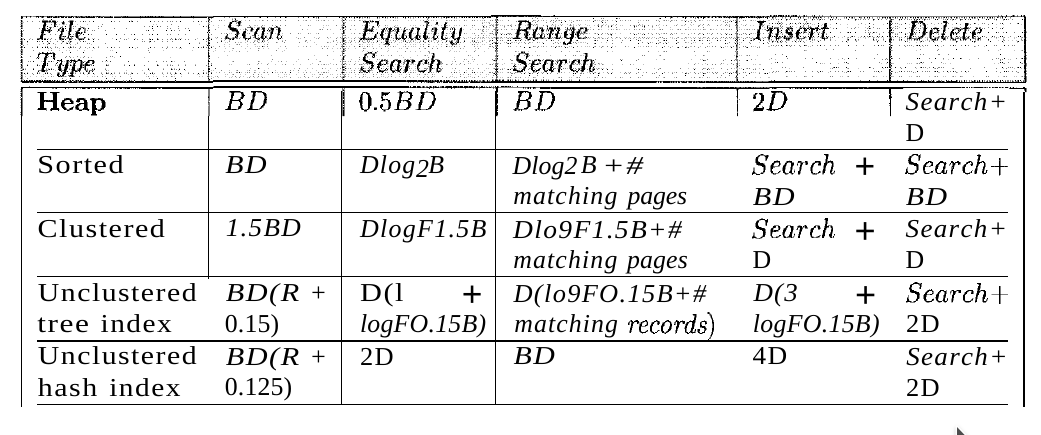 File Scan Equality Range Insert Delete
Type Search Search
Heap BD 0.5BD BD 2D Search+
D
Sorted BD Dlog2B Dlog2B +# Search + Search+
matching pages BD BD
Clustered 1.5BD DlogF1.5B Dlo9F1.5B+# Search + Search+
matching pages D D
Unclustered BD(R + D(l + D(lo9FO.15B+# D(3 + Search+
tree index 0.15) logFO.15B) matching records) logFO.15B) 2D
Unclustered BD(R + 2D BD 4D Search+
hash index 0.125) 2D